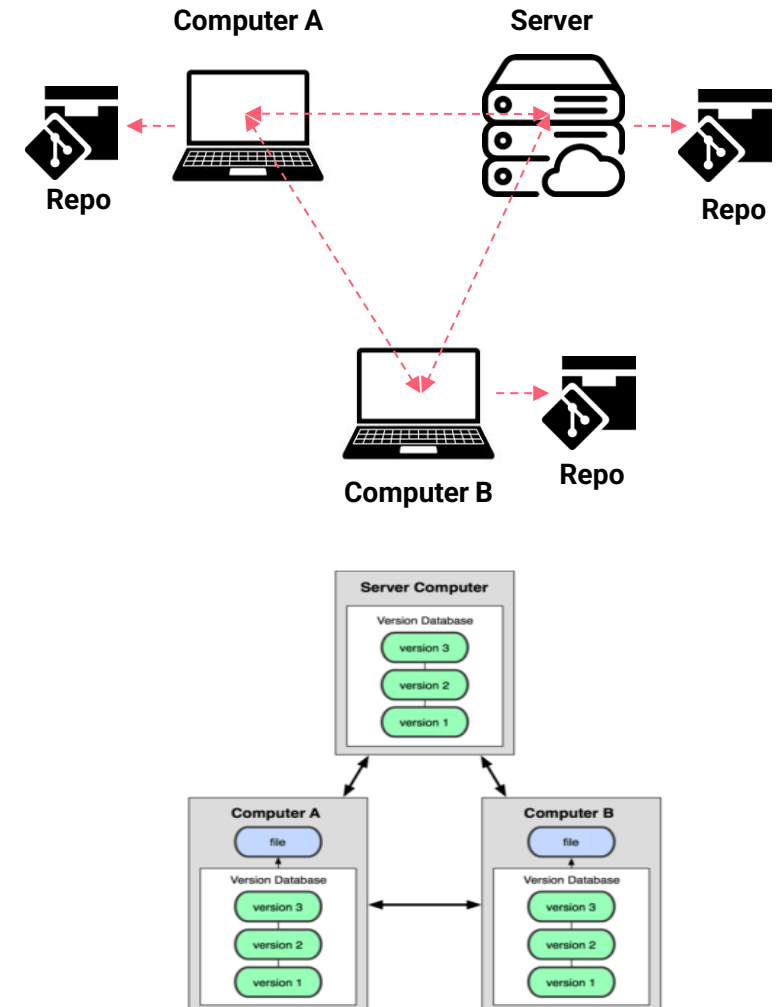 Computer A
Server
Repo
Repo
Repo
Computer B
Server Computer
Version Database
version 3
version 2
version 1
Computer A
file
Version Database
version 3
version 2
version 1
Computer B
file
Version Database
version 3
version 2
version 1